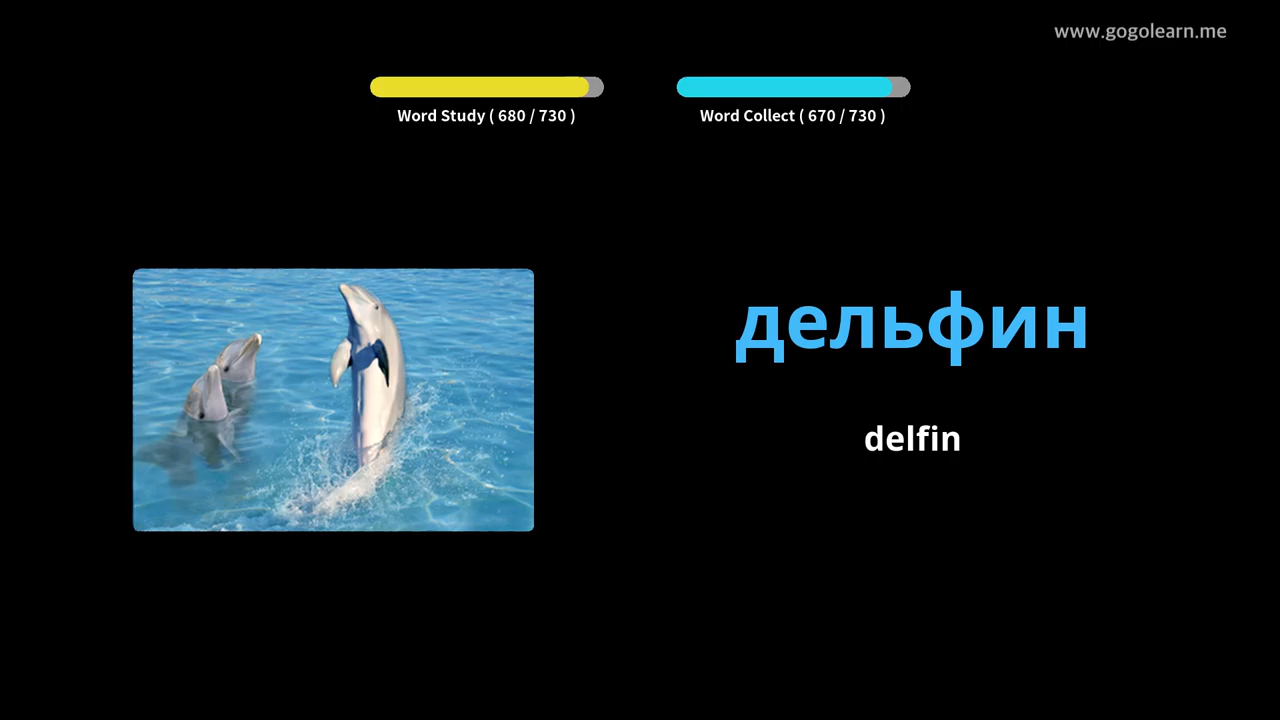 www.gogolearn.me
Word Study ( 680 / 730 )
Word Collect ( 670 / 730 )
дельфин
delfin